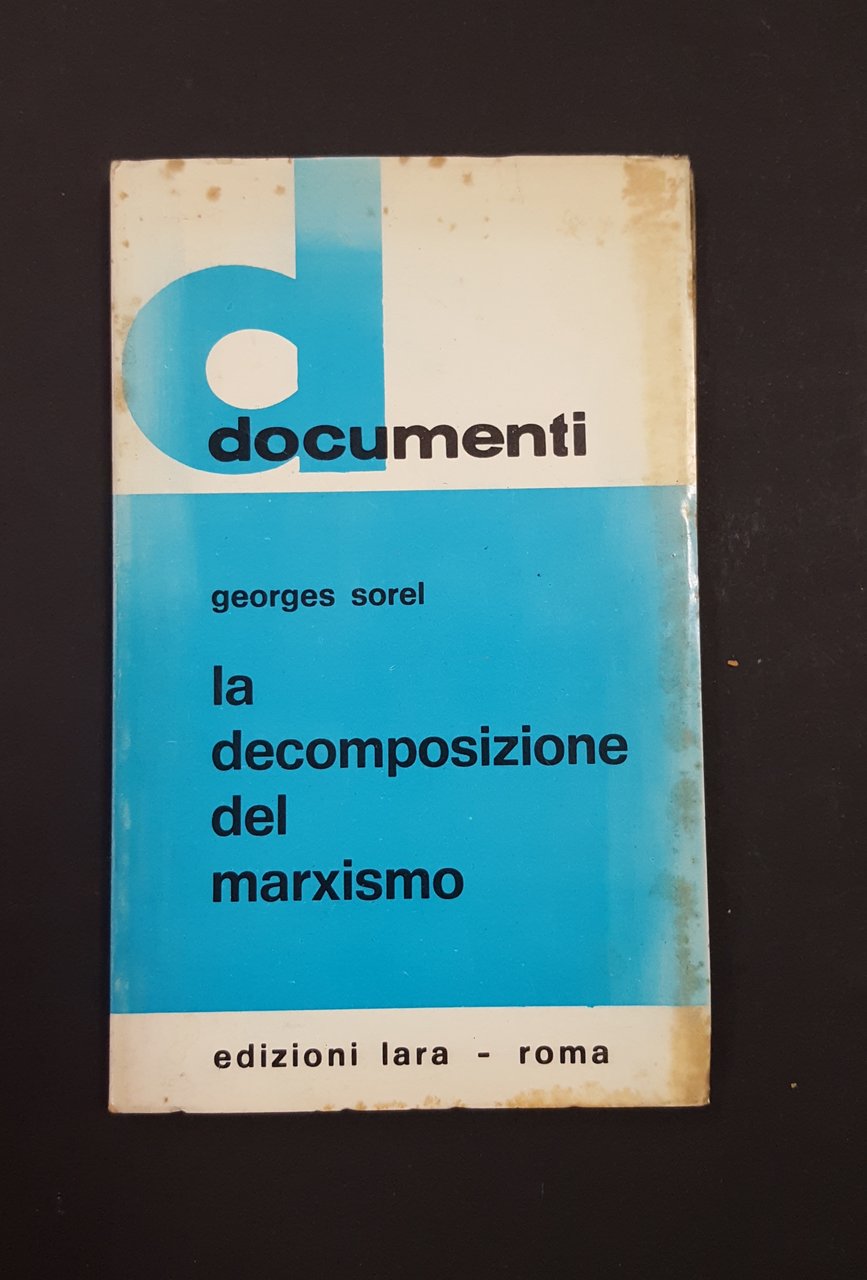 d
documenti
georges sorel
la
decomposizione
del
marxismo
edizioni lara - roma